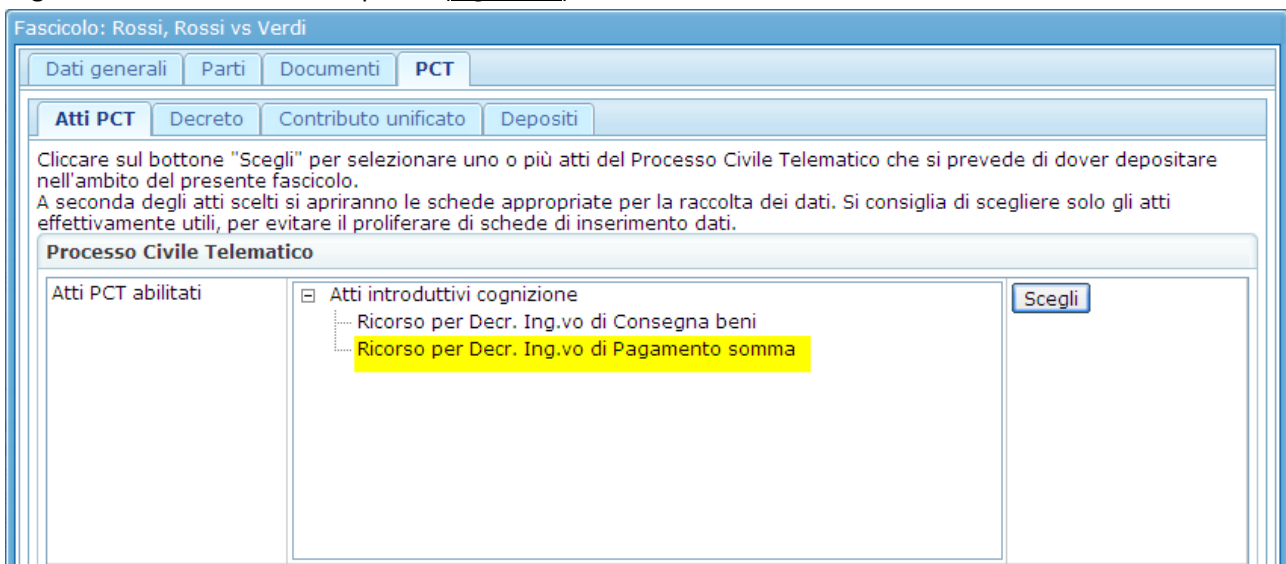 Fascicolo: Rossi, Rossi vs Verdi
Dati generali Parti Documenti PCT
Atti PCT Decreto Contributo unificato Depositi
Cliccare sul bottone "Scegli" per selezionare uno o più atti del Processo Civile Telematico che si prevede di dover depositare
nell'ambito del presente fascicolo.
A seconda degli atti scelti si apriranno le schede appropriate per la raccolta dei dati. Si consiglia di scegliere solo gli atti
effettivamente utili, per evitare il proliferare di schede di inserimento dati.
Processo Civile Telematico
Atti PCT abilitati Atti introduttivi cognizione Scegli
Ricorso per Decr. Ing.vo di Consegna beni
Ricorso per Decr. Ing.vo di Pagamento somma